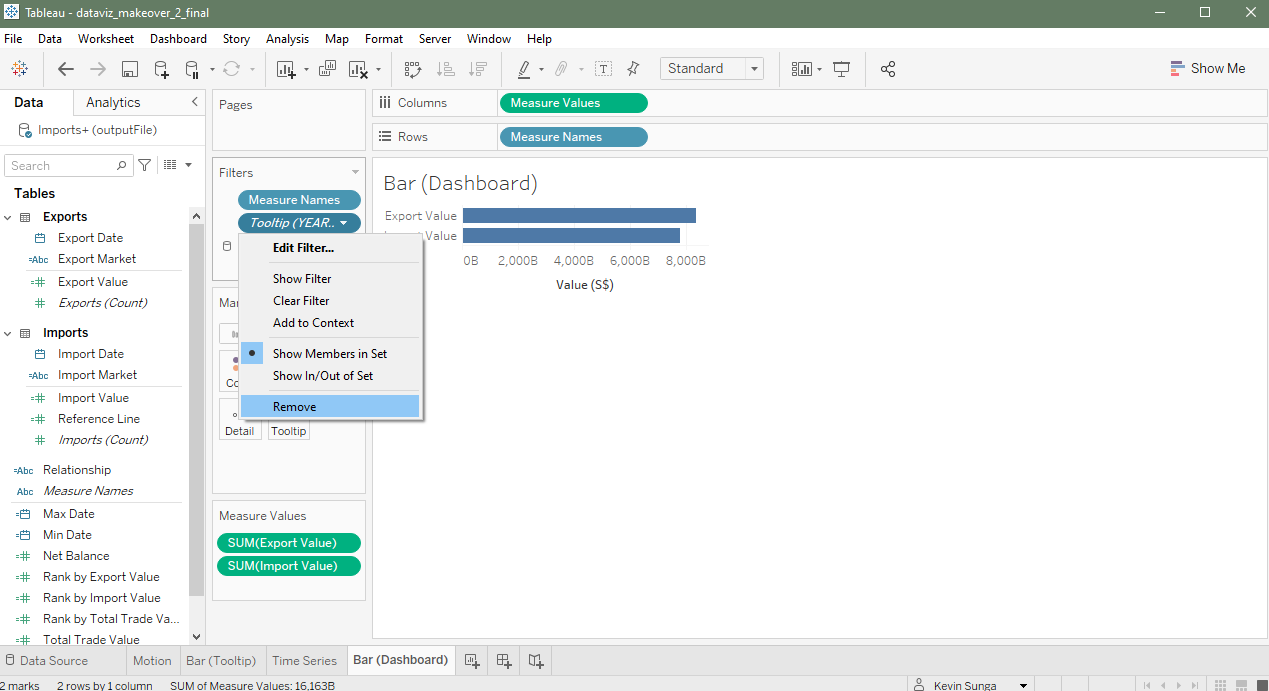 Tableau - dataviz_makeover_2_final
File Data Worksheet Dashboard Story Analysis Map Format Server Window Help
Standard
Show Me
Data Analytics
Imports+ (outputFile)
Search
Tables
Exports
Export Date
Abc Export Market
Export Value
Exports (Count)
Imports
Import Date
Abc Import Market
Import Value
Reference Line
Imports (Count)
Abc Relationship
Abc Measure Names
Max Date
Min Date
Net Balance
Rank by Export Value
Rank by Import Value
Rank by Total Trade Va...
Total Trade Value
Pages
Filters
Measure Names
Tooltip (YEAR..
Edit Filter...
Show Filter
Clear Filter
Add to Context
Show Members in Set
Show In/Out of Set
Remove
Mar
Co
Detail Tooltip
Measure Values
SUM(Export Value)
SUM(Import Value)
Columns Measure Values
Rows Measure Names
Bar (Dashboard)
Export Value
Value
0B 2,000B 4,000B 6,000B 8,000B
Value (S$)
Data Source Motion Bar (Tooltip) Time Series Bar (Dashboard)
2 marks 2 rows by 1 column SUM of Measure Values: 16,163B
Kevin Sunga